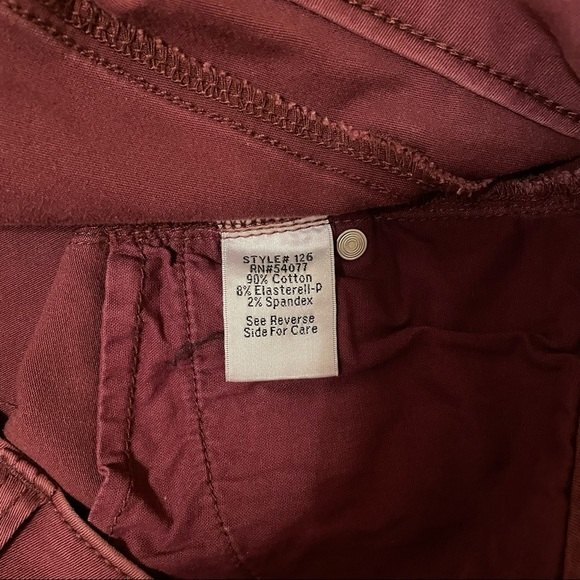 STYLE# 126
RN#54077
90% Cotton
8% Elasterell-P
2% Spandex
See Reverse
Side For Care